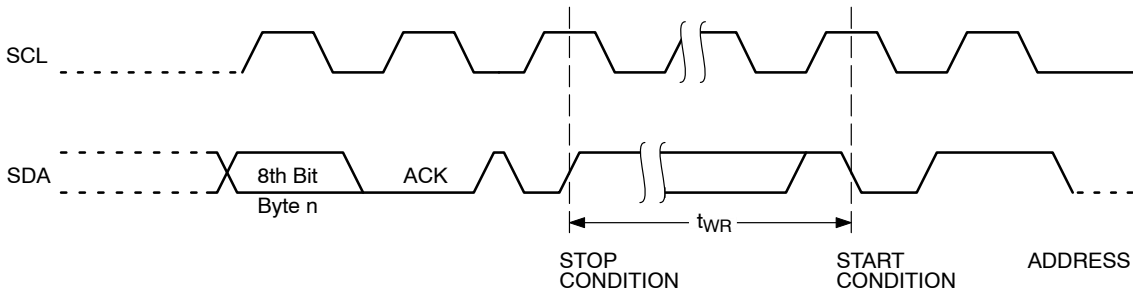 SCL
SDA
8th Bit
Byte n
ACK
tWR
STOP
CONDITION
START
CONDITION
ADDRESS